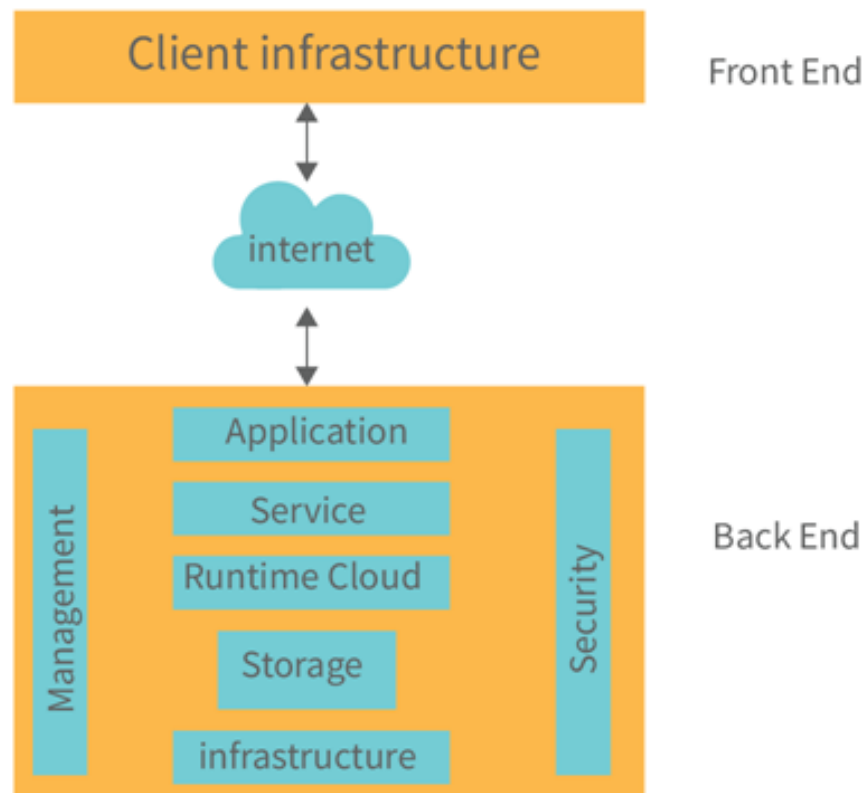 Client infrastructure
Front End
internet
Application
Service
Runtime Cloud
Storage
infrastructure
Management
Security
Back End